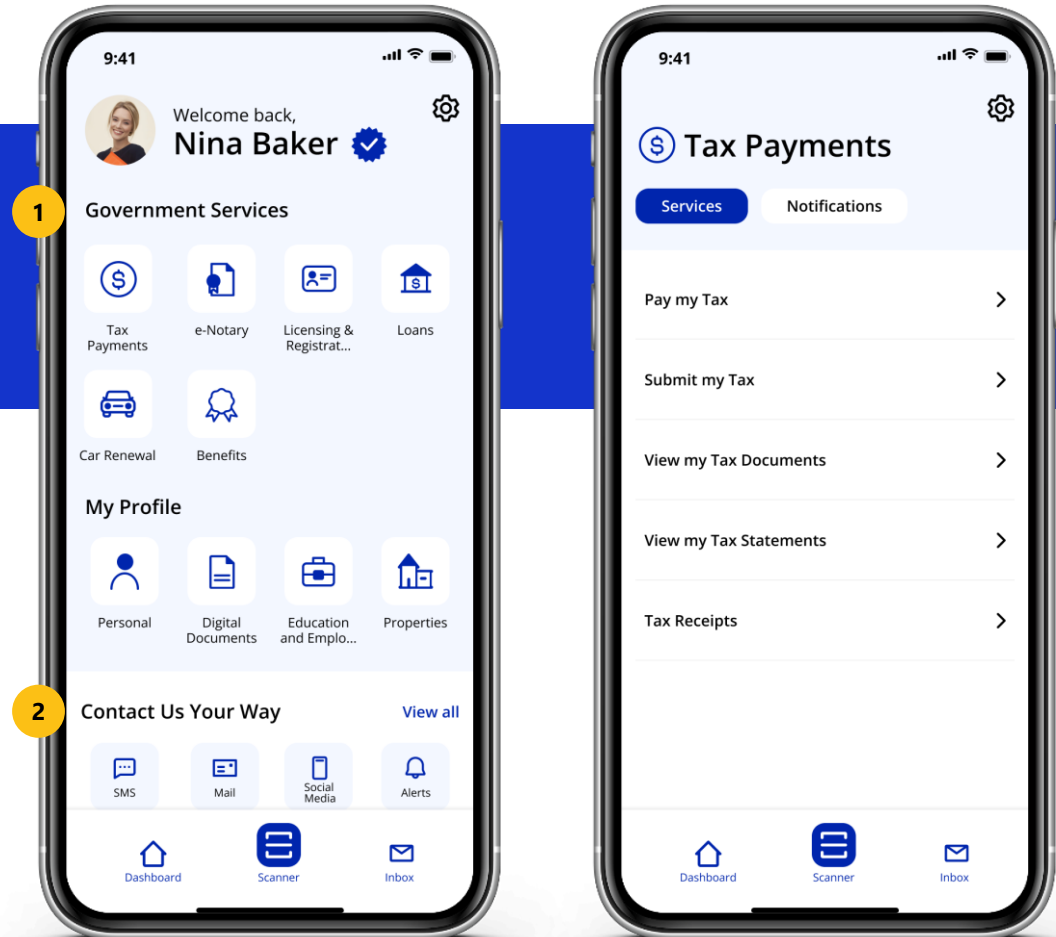 9:41
Welcome back,
Nina Baker
1
Government Services
$
$
Tax
Payments
e-Notary
Licensing &
Registrat...
Loans
Car Renewal
Benefits
My Profile
Personal
Digital
Documents
Education
and Emplo...
Properties
2
Contact Us Your Way
View all
SMS
Mail
Social
Media
Alerts
Dashboard
Scanner
Inbox
9:41
$
Tax Payments
Services
Notifications
Pay my Tax
Submit my Tax
View my Tax Documents
View my Tax Statements
Tax Receipts
Dashboard
Scanner
Inbox